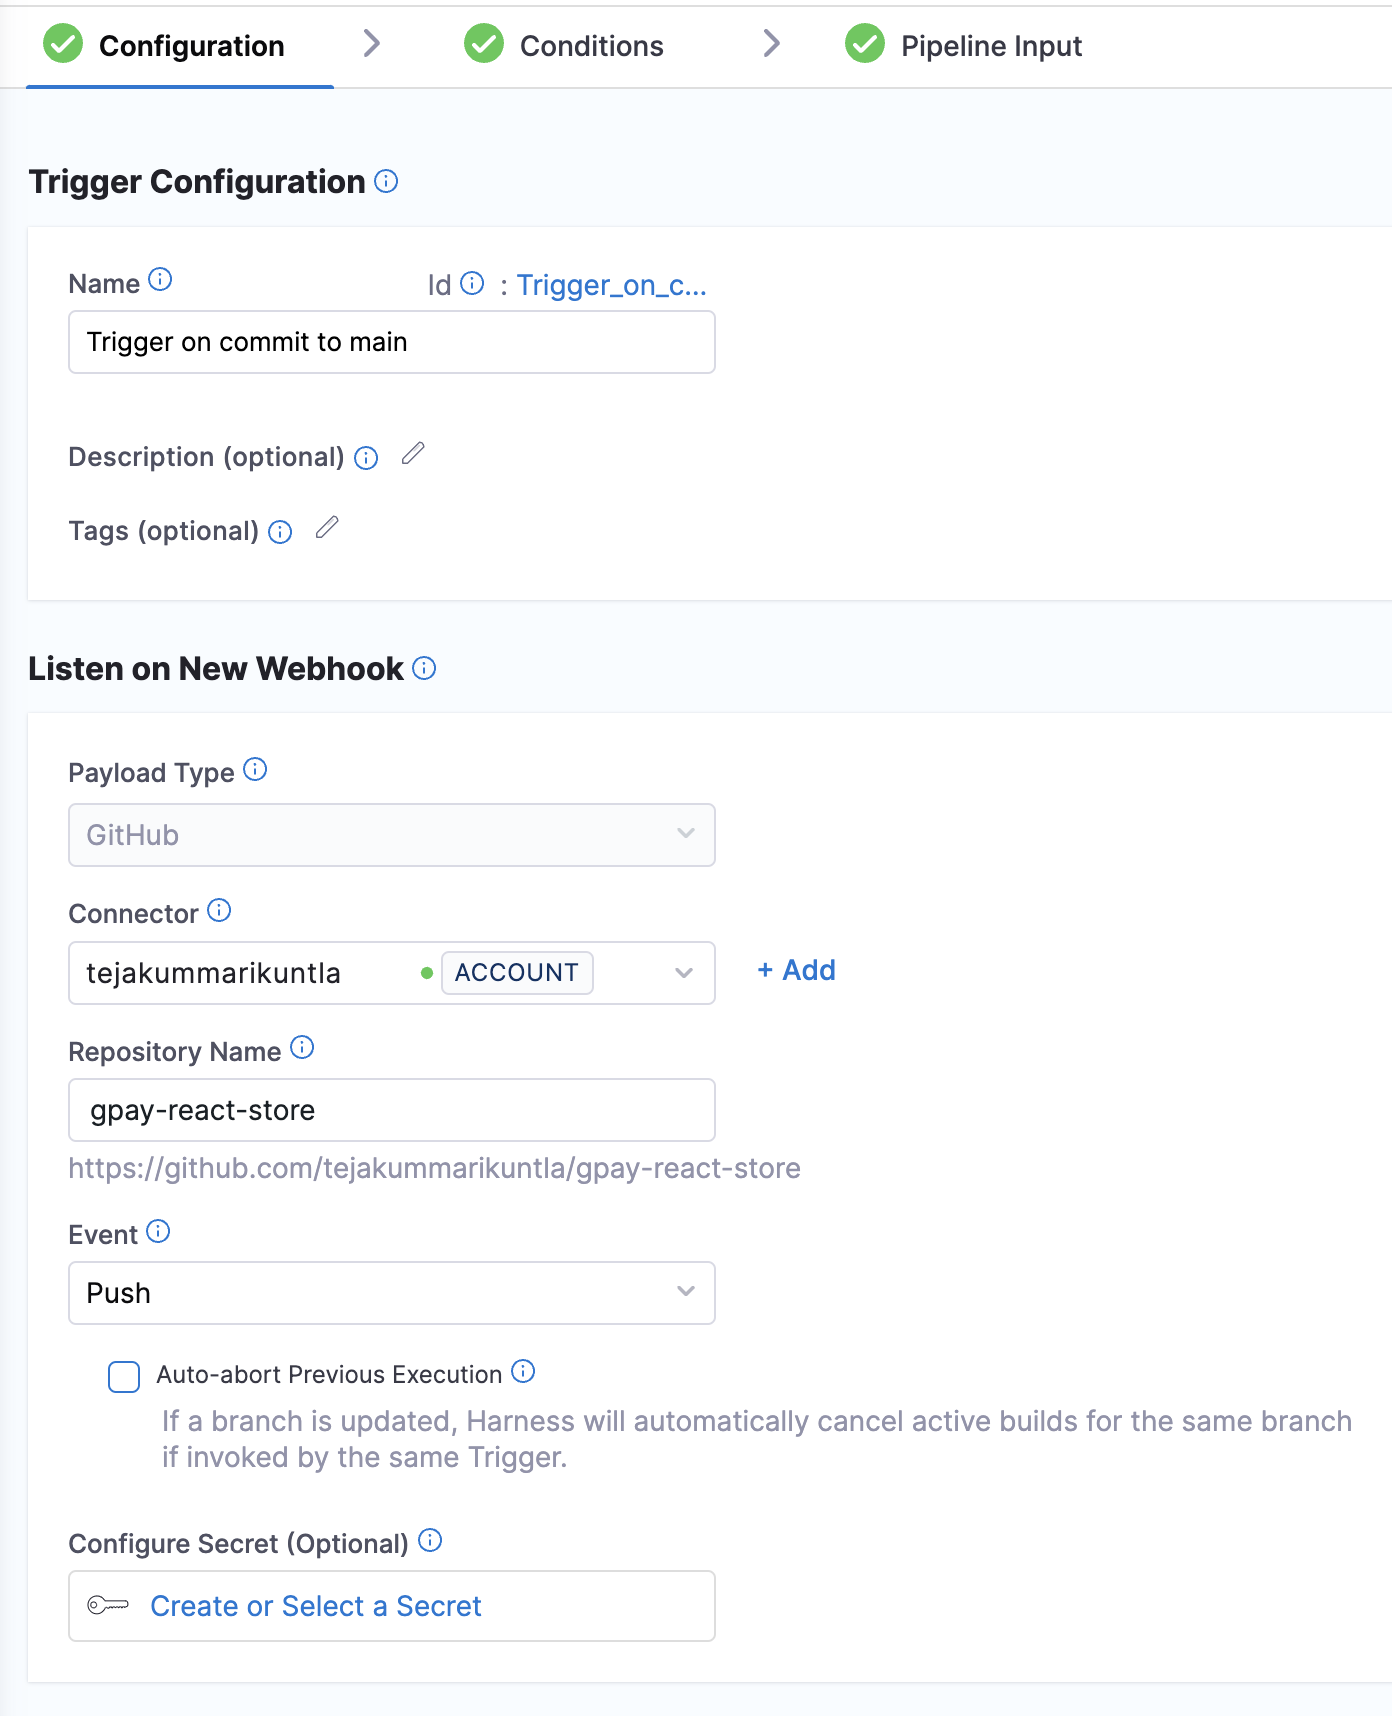 Configuration
Conditions
Pipeline Input
Trigger Configuration
Name
Id : Trigger_on_c...
Trigger on commit to main
Description (optional)
Tags (optional)
Listen on New Webhook
Payload Type
GitHub
Connector
tejakummarikuntla ACCOUNT
+ Add
Repository Name
gpay-react-store
https://github.com/tejakummarikuntla/gpay-react-store
Event
Push
Auto-abort Previous Execution
If a branch is updated, Harness will automatically cancel active builds for the same branch
if invoked by the same Trigger.
Configure Secret (Optional)
Create or Select a Secret